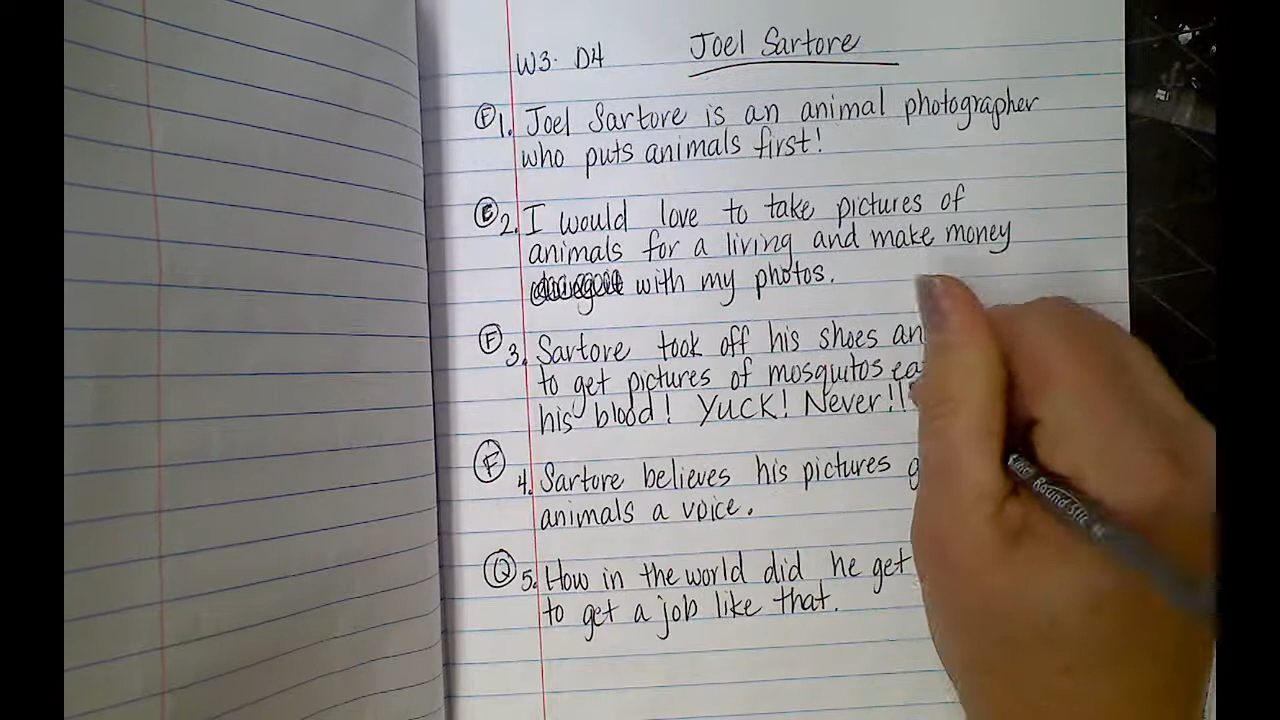 W3. D4 Joel Sartore
Ⓕ 1. Joel Sartore is an animal photographer
who puts animals first!
Ⓔ 2. I would love to take pictures of
animals for a living and make money
with my photos.
Ⓕ 3. Sartore took off his shoes an
to get pictures of mosquitos ea
his blood! YUCK! Never!!
Ⓕ 4. Sartore believes his pictures g
animals a voice.
Ⓠ 5. How in the world did he get
to get a job like that.
Round Stic